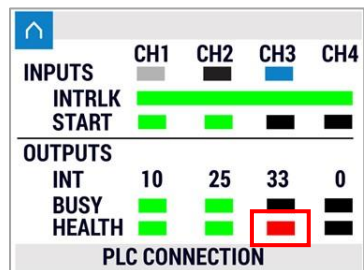 CH1 CH2 CH3 CH4
INPUTS
INTRLK
START
OUTPUTS
INT 10 25 33 0
BUSY
HEALTH
PLC CONNECTION